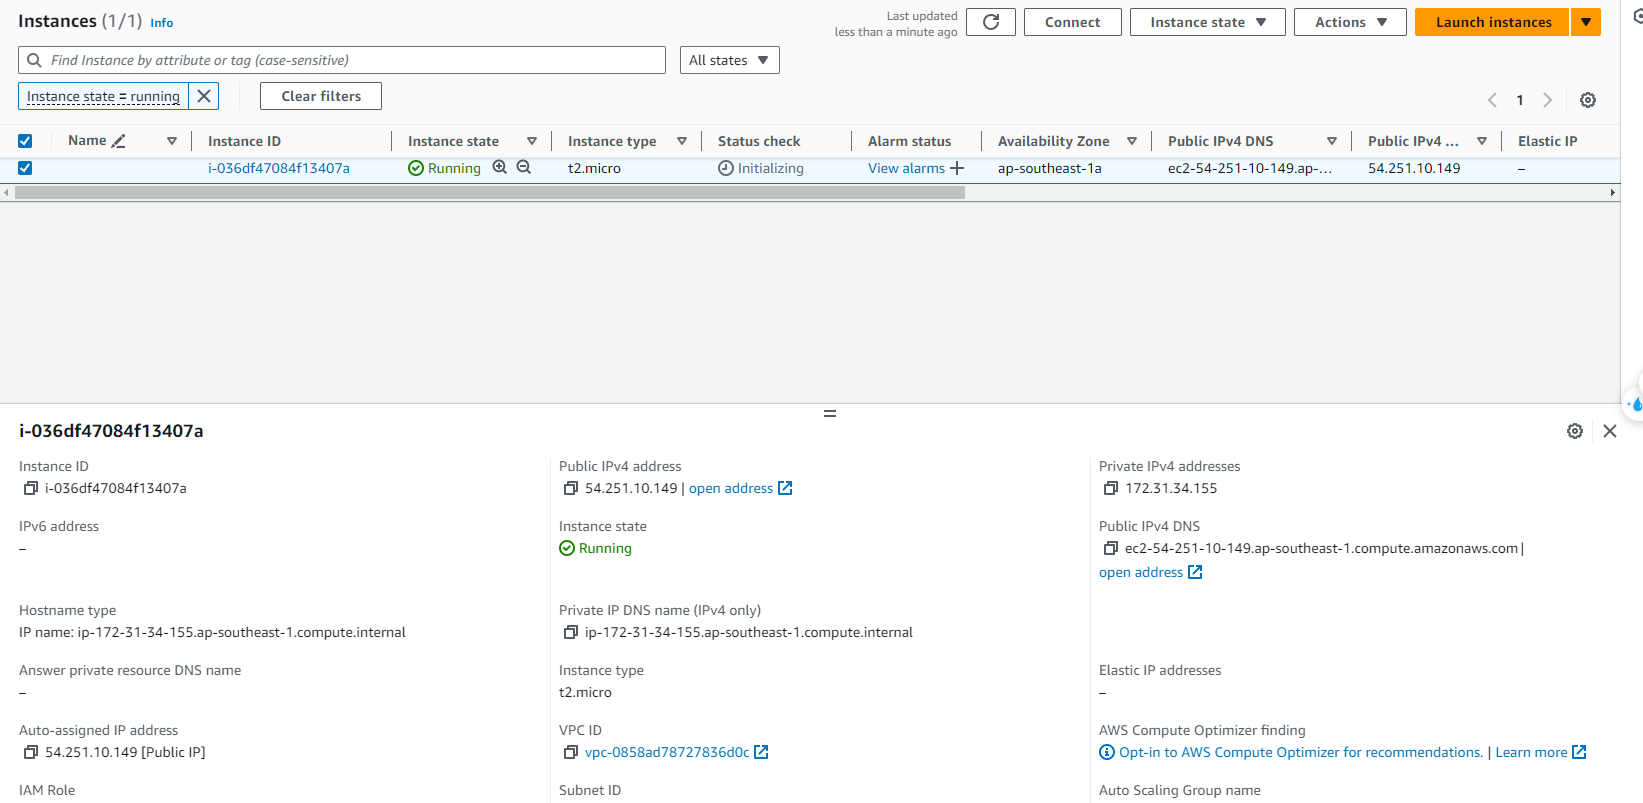 Instances (1/1) Info
Last updated
less than a minute ago
Connect
Instance state
Actions
Launch instances
Find Instance by attribute or tag (case-sensitive)
All states
Instance state = running
Clear filters
1
Name
Instance ID
Instance state
Instance type
Status check
Alarm status
Availability Zone
Public IPv4 DNS
Public IPv4 ...
Elastic IP
i-036df47084f13407a
Running
t2.micro
Initializing
View alarms
ap-southeast-1a
ec2-54-251-10-149.ap-...
54.251.10.149
–
i-036df47084f13407a
Instance ID
i-036df47084f13407a
Public IPv4 address
54.251.10.149 | open address
Private IPv4 addresses
172.31.34.155
IPv6 address
–
Instance state
Running
Public IPv4 DNS
ec2-54-251-10-149.ap-southeast-1.compute.amazonaws.com |
open address
Hostname type
IP name: ip-172-31-34-155.ap-southeast-1.compute.internal
Private IP DNS name (IPv4 only)
ip-172-31-34-155.ap-southeast-1.compute.internal
Answer private resource DNS name
–
Instance type
t2.micro
Elastic IP addresses
–
Auto-assigned IP address
54.251.10.149 [Public IP]
VPC ID
vpc-0858ad78727836d0c
AWS Compute Optimizer finding
Opt-in to AWS Compute Optimizer for recommendations. | Learn more
IAM Role
Subnet ID
Auto Scaling Group name